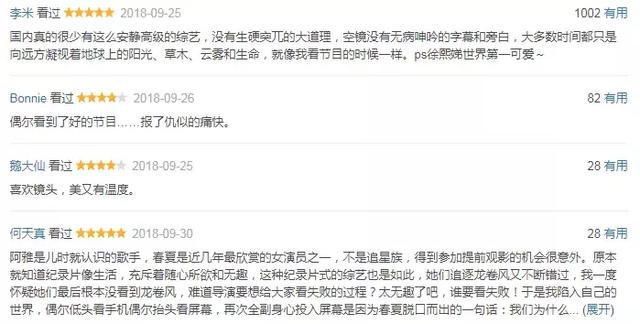 李米 看过 ★★★★★ 2018-09-25 1002 有用
国内真的很少有这么安静高级的综艺，没有生硬突兀的大道理，空镜没有无病呻吟的字幕和旁白，大多数时间都只是
向远方凝视着地球上的阳光、草木、云雾和生命，就像我看节目的时候一样。ps徐熙娣世界第一可爱～
Bonnie 看过 ★★★★ 2018-09-26 82 有用
偶尔看到了好的节目……报了仇似的痛快。
鹅大仙 看过 ★★★★ 2018-09-25 28 有用
喜欢镜头，美又有温度。
何天真 看过 ★★★★★ 2018-09-30 28 有用
阿雅是儿时就认识的歌手，春夏是近几年最欣赏的女演员之一，不是追星族，得到参加提前观影的机会很意外。原本
就知道纪录片像生活，充斥着随心所欲和无趣，这种纪录片式的综艺也是如此，她们追逐龙卷风又不断错过，我一度
怀疑她们最后根本没看到龙卷风，难道导演要想给大家看失败的过程？太无趣了吧，谁要看失败！于是我陷入自己的
世界，偶尔低头看手机偶尔抬头看屏幕，再次全副身心投入屏幕是因为春夏脱口而出的一句话：我们为什么... (展开)